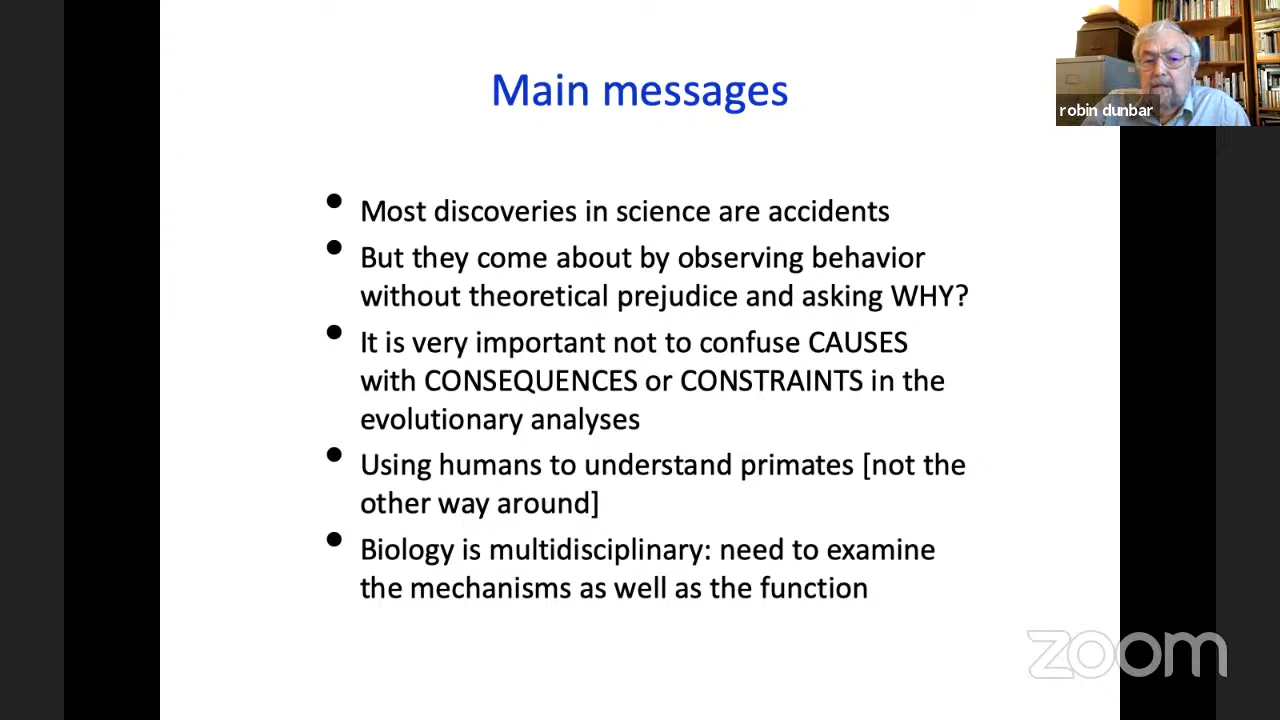 Main messages
robin dunbar
• Most discoveries in science are accidents
• But they come about by observing behavior
without theoretical prejudice and asking WHY?
• It is very important not to confuse CAUSES
with CONSEQUENCES or CONSTRAINTS in the
evolutionary analyses
• Using humans to understand primates [not the
other way around]
• Biology is multidisciplinary: need to examine
the mechanisms as well as the function
zoom